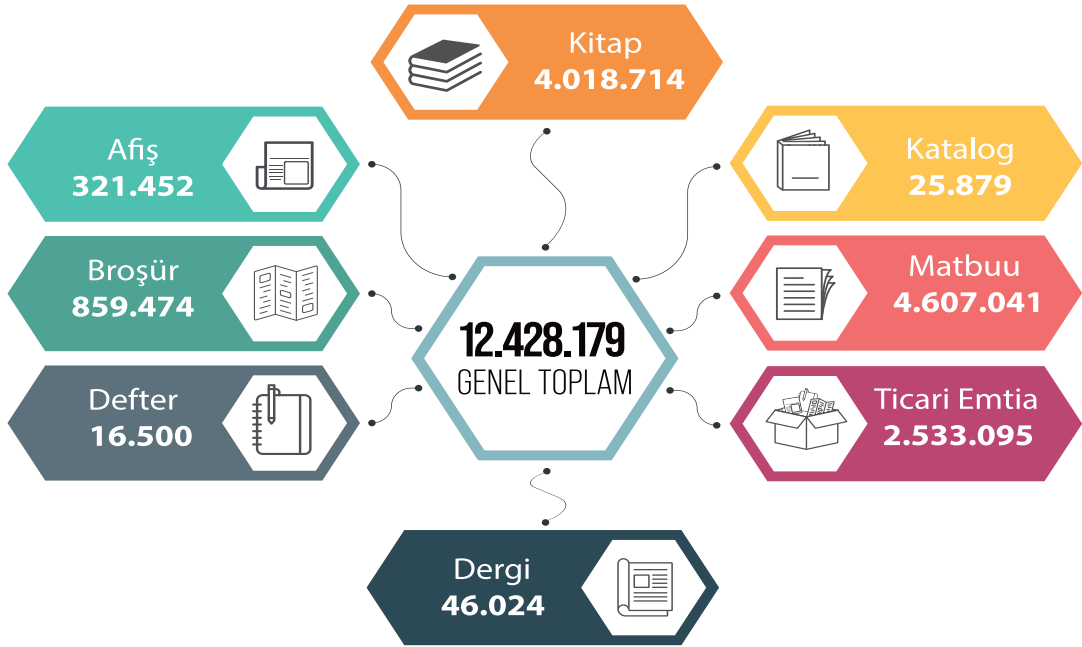 Kitap
4.018.714
Afiş
321.452
Katalog
25.879
Broşür
859.474
Matbuu
4.607.041
12.428.179
GENEL TOPLAM
Defter
16.500
Ticari Emtia
2.533.095
Dergi
46.024